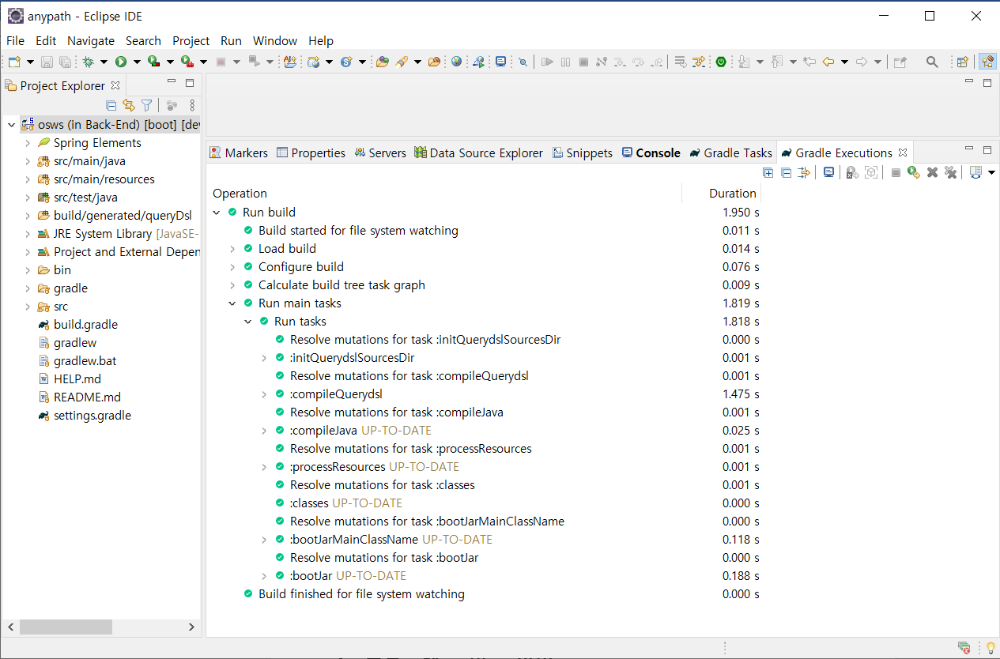 anypath - Eclipse IDE
File Edit Navigate Search Project Run Window Help
Project Explorer
osws (in Back-End) [boot] [dev
Spring Elements
src/main/java
src/main/resources
src/test/java
build/generated/queryDsl
JRE System Library [JavaSE-
Project and External Depen
bin
gradle
src
build.gradle
gradlew
gradlew.bat
HELP.md
README.md
settings.gradle
Markers Properties Servers Data Source Explorer Snippets Console Gradle Tasks Gradle Executions
Operation Duration
Run build 1.950 s
Build started for file system watching 0.011 s
Load build 0.014 s
Configure build 0.076 s
Calculate build tree task graph 0.009 s
Run main tasks 1.819 s
Run tasks 1.818 s
Resolve mutations for task :initQuerydslSourcesDir 0.000 s
:initQuerydslSourcesDir 0.001 s
Resolve mutations for task :compileQuerydsl 0.001 s
:compileQuerydsl 1.475 s
Resolve mutations for task :compileJava 0.001 s
:compileJava UP-TO-DATE 0.025 s
Resolve mutations for task :processResources 0.001 s
:processResources UP-TO-DATE 0.001 s
Resolve mutations for task :classes 0.001 s
:classes UP-TO-DATE 0.000 s
Resolve mutations for task :bootJarMainClassName 0.000 s
:bootJarMainClassName UP-TO-DATE 0.118 s
Resolve mutations for task :bootJar 0.000 s
:bootJar UP-TO-DATE 0.188 s
Build finished for file system watching 0.000 s